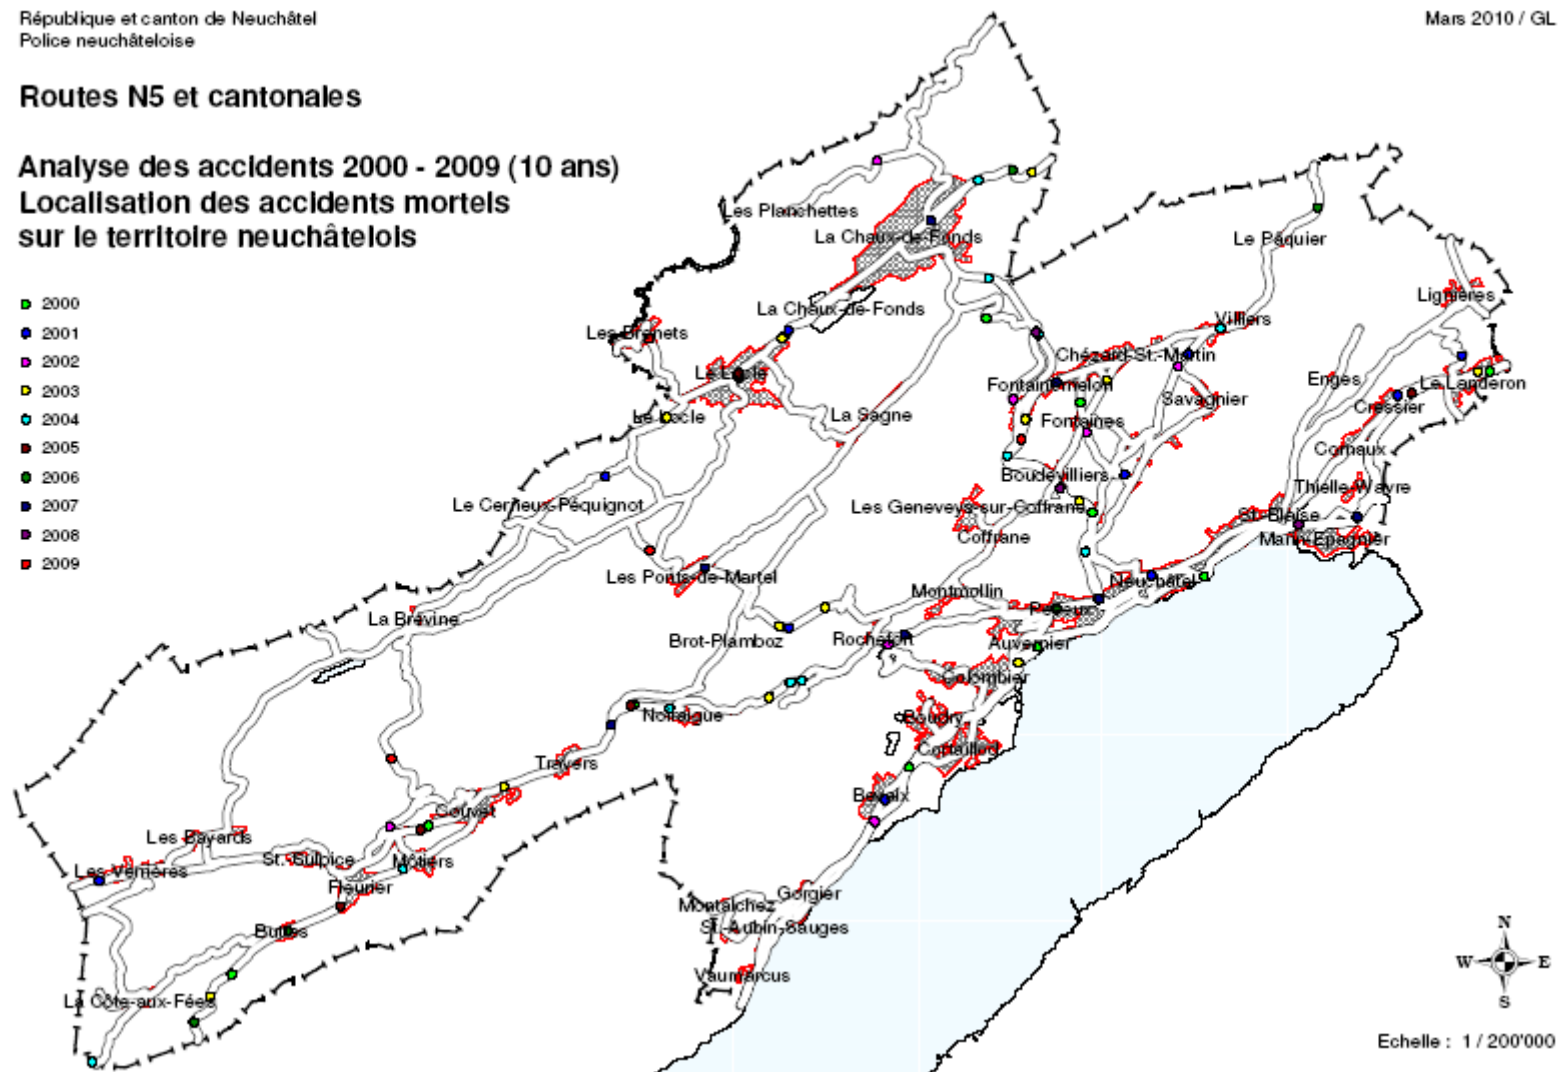 République et canton de Neuchâtel
Police neuchâteloise
Mars 2010 / GL
Routes N5 et cantonales
Analyse des accidents 2000 - 2009 (10 ans)
Localisation des accidents mortels
sur le territoire neuchâtelois
2000
2001
2002
2003
2004
2005
2006
2007
2008
2009
Les Planchettes
La Chaux-de-Fonds
Le Pâquier
Lignières
La Chaux-de-Fonds
Villiers
Les Brenets
Chézard-St.-Martin
Le Locle
Enges
Fontainemelon
Le Landeron
Savagnier
Cressier
Le Locle
La Sagne
Fontaines
Cornaux
Boudevilliers
Thielle-Wavre
Le Cerneux-Péquignot
Les Geneveys-sur-Coffrane
St.-Blaise
Coffrane
Marin-Epagnier
Les Ponts-de-Martel
Neuchâtel
Montmollin
Peseux
La Brévine
Brot-Plamboz
Rochefort
Auvernier
Colombier
Noiraigue
Boudry
Cortaillod
Travers
Bevaix
Couvet
Les Bayards
St.-Sulpice
Môtiers
Les Verrières
Fleurier
Gorgier
Montalchez
St.-Aubin-Sauges
Buttes
Vaumarcus
La Côte-aux-Fées
N
W
E
S
Echelle : 1 / 200'000